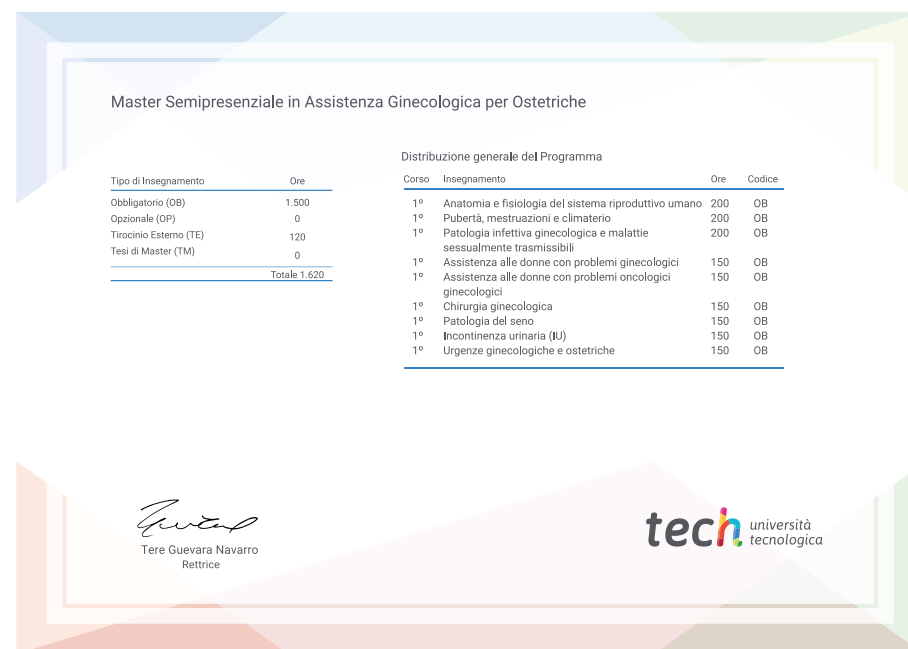 Master Semipresenziale in Assistenza Ginecologica per Ostetriche
Tipo di Insegnamento Ore
Obbligatorio (OB) 1.500
Opzionale (OP) 0
Tirocinio Esterno (TE) 120
Tesi di Master (TM) 0
Totale 1.620
Distribuzione generale del Programma
Corso Insegnamento Ore Codice
1º Anatomia e fisiologia del sistema riproduttivo umano 200 OB
1º Pubertà, mestruazioni e climaterio 200 OB
1º Patologia infettiva ginecologica e malattie 200 OB
sessualmente trasmissibili
1º Assistenza alle donne con problemi ginecologici 150 OB
1º Assistenza alle donne con problemi oncologici 150 OB
ginecologici
1º Chirurgia ginecologica 150 OB
1º Patologia del seno 150 OB
1º Incontinenza urinaria (IU) 150 OB
1º Urgenze ginecologiche e ostetriche 150 OB
Tere Guevara Navarro
Rettrice
tech università
tecnologica